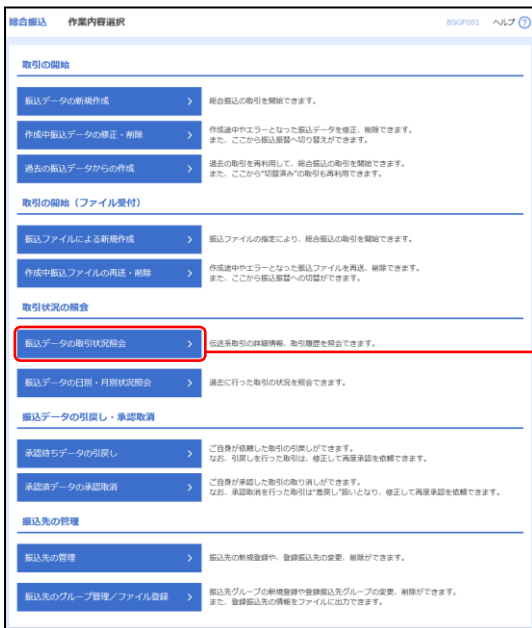 総合振込 作業内容選択 BSGF001 ヘルプ ?
取引の開始
振込データの新規作成 > 総合振込の取引を開始できます。
作成中振込データの修正・削除 > 作成途中やエラーとなった振込データを修正、削除できます。
また、ここから振込振替へ切り替えができます。
過去の振込データからの作成 > 過去の取引を再利用して、総合振込の取引を開始できます。
また、ここから"切替済み"の取引も再利用できます。
取引の開始（ファイル受付）
振込ファイルによる新規作成 > 振込ファイルの指定により、総合振込の取引を開始できます。
作成中振込ファイルの再送・削除 > 作成途中やエラーとなった振込ファイルを再送、削除できます。
また、ここから振込振替への切替ができます。
取引状況の照会
振込データの取引状況照会 > 伝送系取引の詳細情報、取引履歴を照会できます。
振込データの日別・月別状況照会 > 過去に行った取引の状況を照会できます。
振込データの引戻し・承認取消
承認待ちデータの引戻し > ご自身が依頼した取引の引戻しができます。
なお、引戻しを行った取引は、修正して再度承認を依頼できます。
承認済データの承認取消 > ご自身が承認した取引の取り消しができます。
なお、承認取消を行った取引は"差戻し"扱いとなり、修正して再度承認を依頼できます。
振込先の管理
振込先の管理 > 振込先の新規登録や、登録振込先の変更、削除ができます。
振込先のグループ管理／ファイル登録 > 振込先グループの新規登録や登録振込先グループの変更、削除ができます。
また、登録振込先の情報をファイルに出力できます。